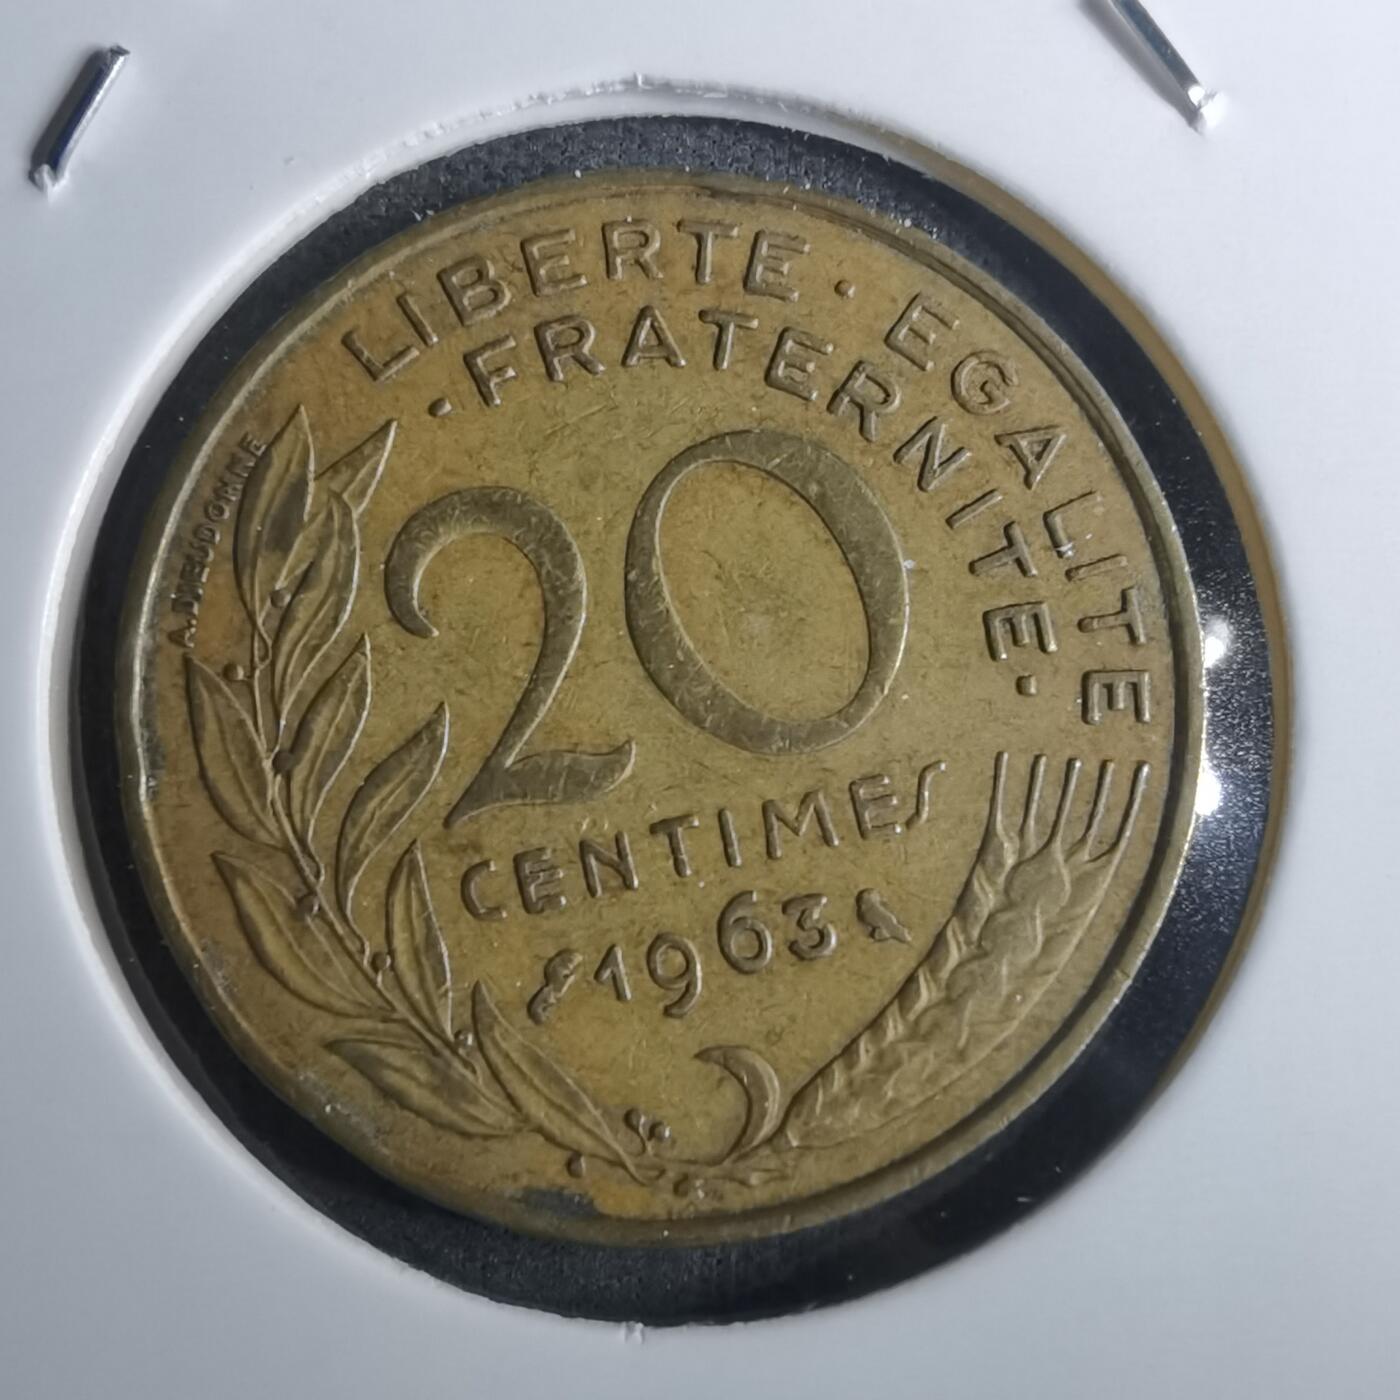 LIBERTE · EGALITE
· FRATERNITE ·
A. DIEUDONNE
20
CENTIMES
1963